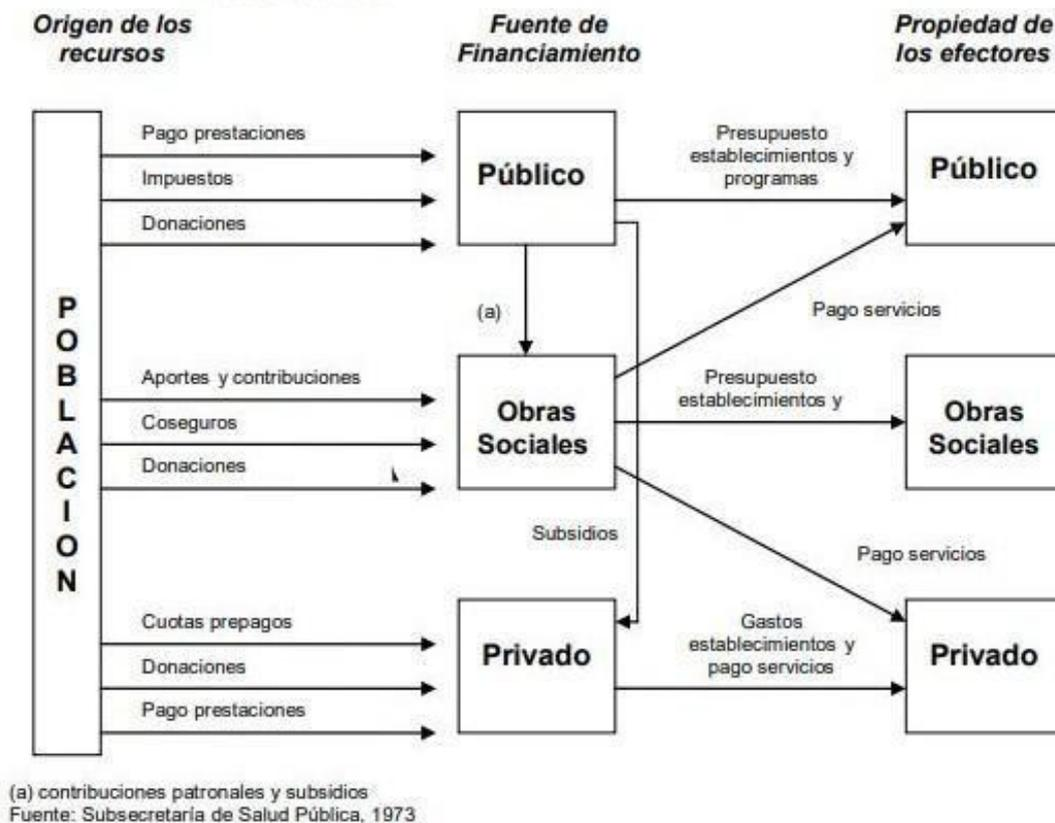 Origen de los
recursos
Fuente de
Financiamiento
Propiedad de
los efectores
P
O
B
L
A
C
I
O
N
Pago prestaciones
Impuestos
Donaciones
Público
Presupuesto
establecimientos y
programas
Público
(a)
Pago servicios
Aportes y contribuciones
Coseguros
Donaciones
Obras
Sociales
Presupuesto
establecimientos y
Obras
Sociales
Subsidios
Pago servicios
Cuotas prepagos
Donaciones
Pago prestaciones
Privado
Gastos
establecimientos y
pago servicios
Privado
(a) contribuciones patronales y subsidios
Fuente: Subsecretaría de Salud Pública, 1973